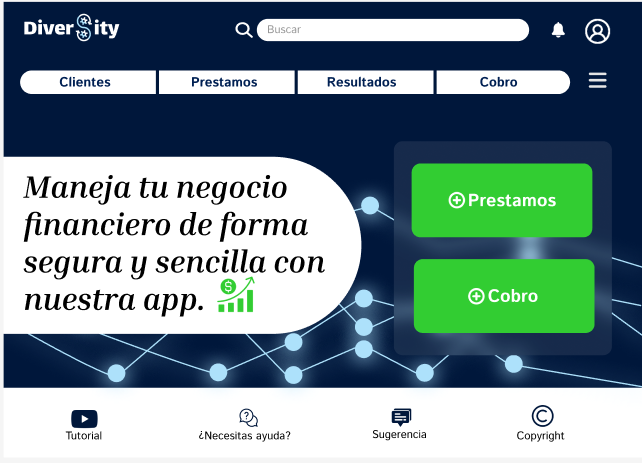 Diversity
Buscar
Clientes Prestamos Resultados Cobro
Maneja tu negocio
financiero de forma
segura y sencilla con
nuestra app.
$
Prestamos
Cobro
Tutorial ¿Necesitas ayuda? Sugerencia Copyright